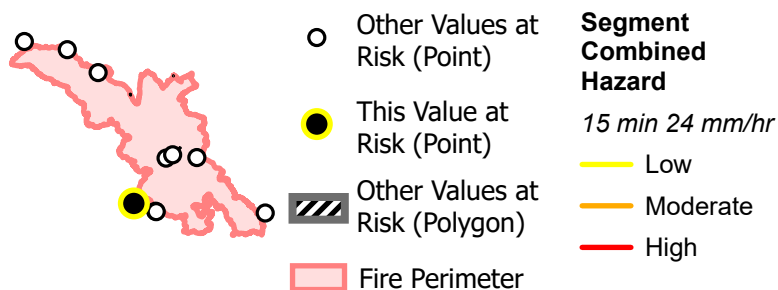 Other Values at
Risk (Point)
This Value at
Risk (Point)
Other Values at
Risk (Polygon)
Fire Perimeter
Segment
Combined
Hazard
15 min 24 mm/hr
Low
Moderate
High